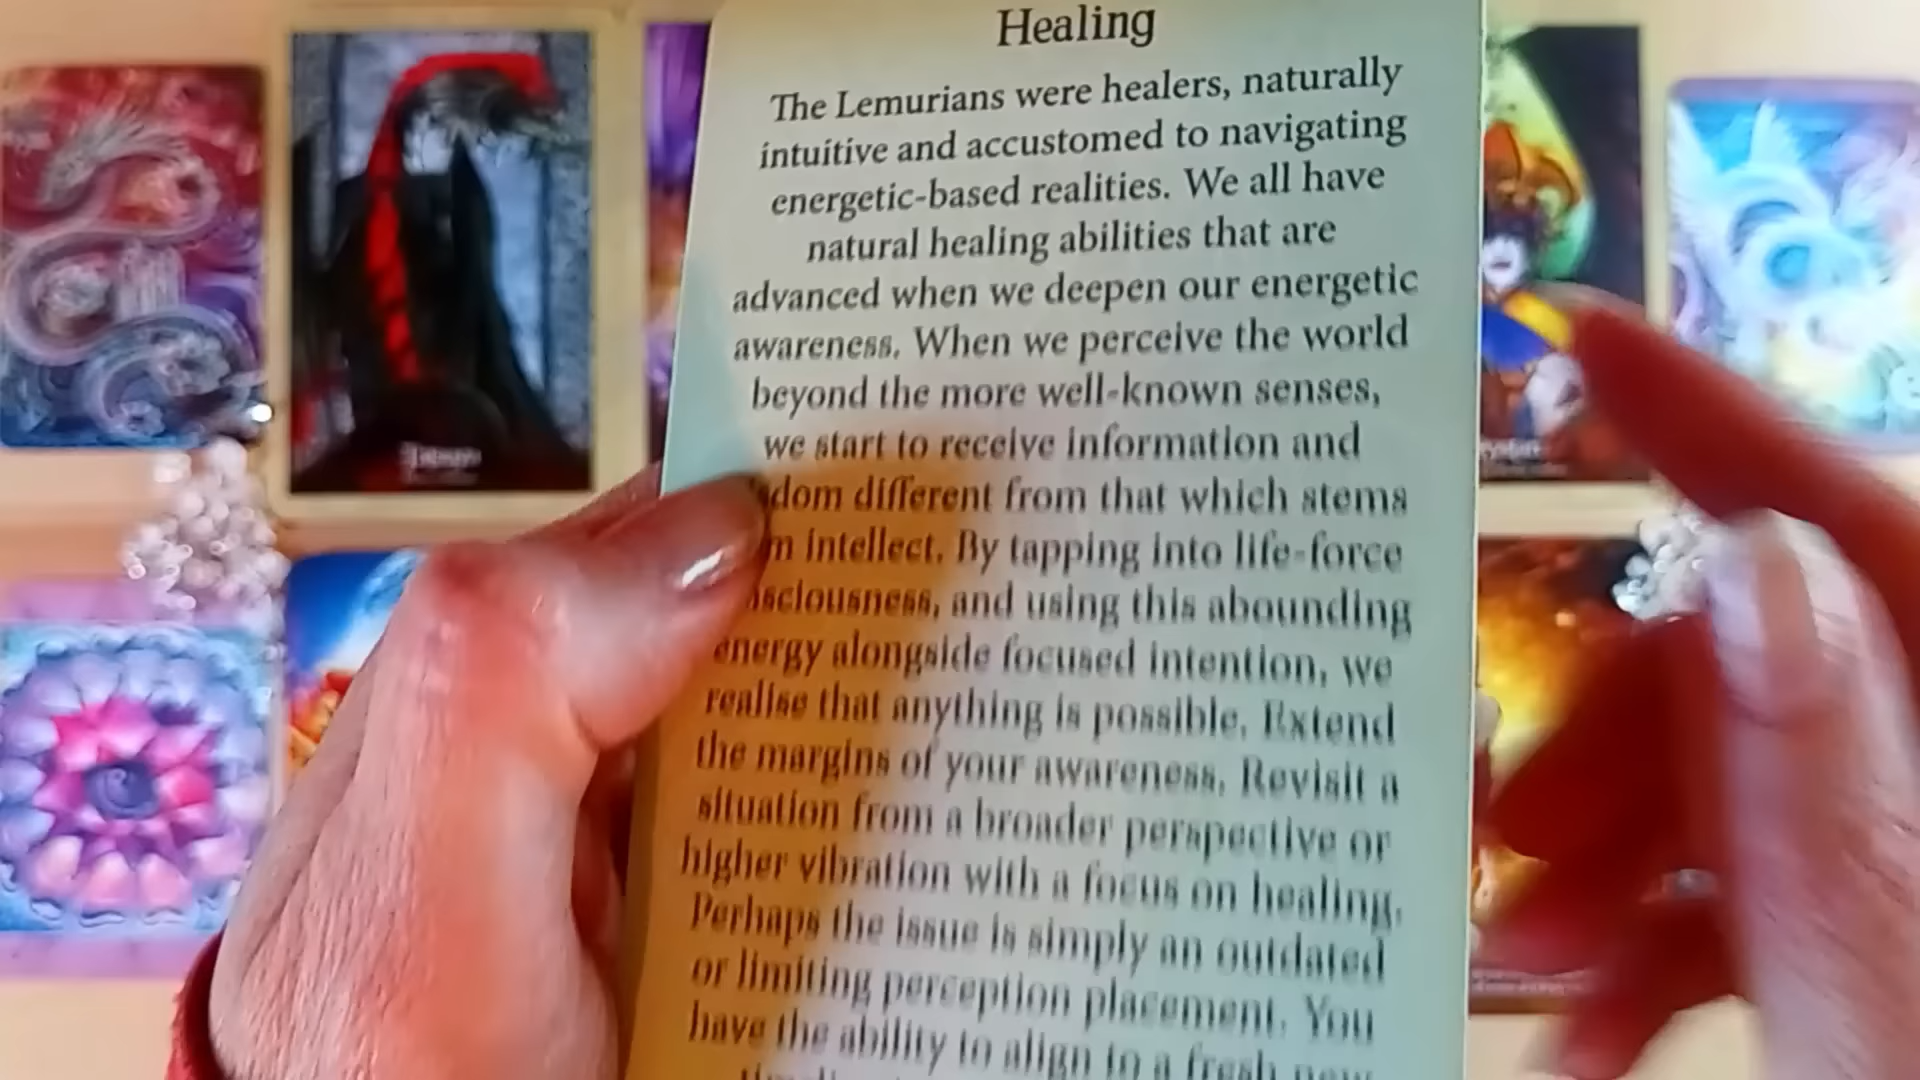 Healing
The Lemurians were healers, naturally
intuitive and accustomed to navigating
energetic-based realities. We all have
natural healing abilities that are
advanced when we deepen our energetic
awareness. When we perceive the world
beyond the more well-known senses,
we start to receive information and
different from that which stems
intellect. By tapping into life-force
and using this abounding
energy alongside focused intention, we
realise that anything is possible. Extend
the margins of your awareness. Revisit a
situation from a broader perspective or
higher vibration with a focus on healing.
Perhaps the issue is simply an outdated
or limiting perception placement. You
have the ability to align to a fresh new